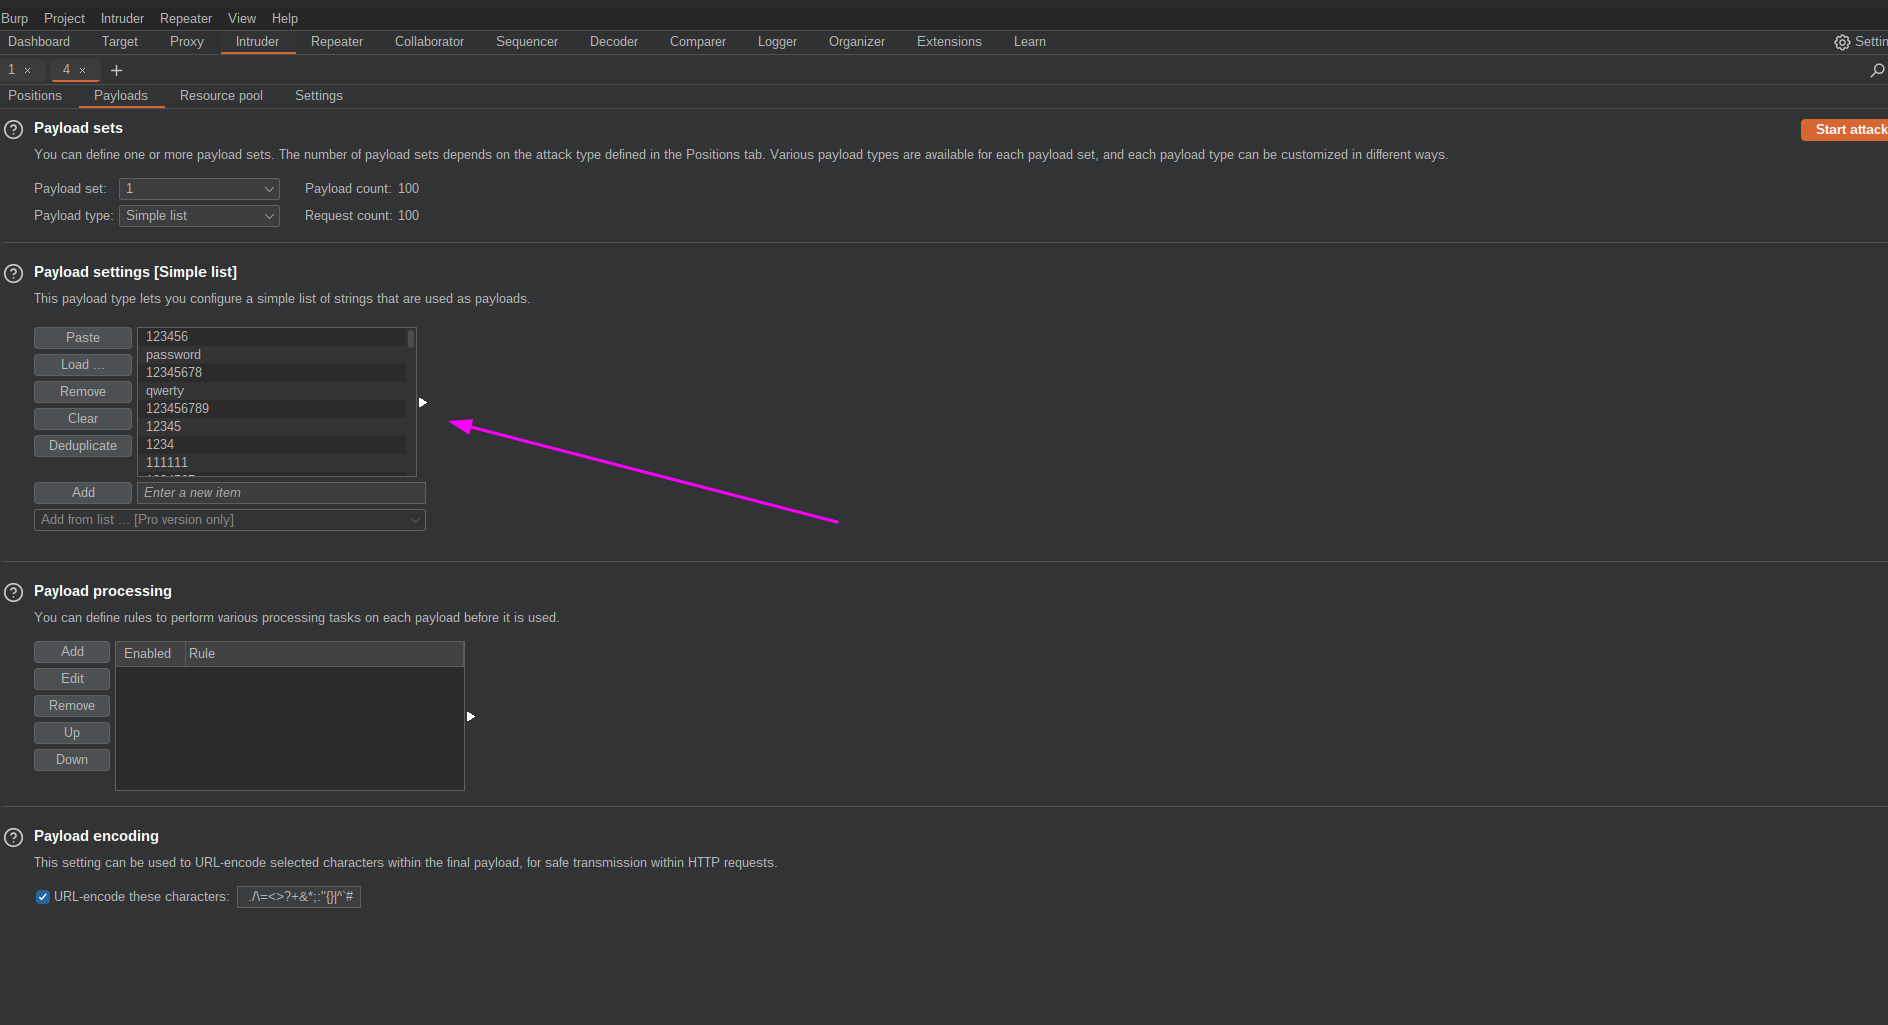 Burp Project Intruder Repeater View Help
Dashboard Target Proxy Intruder Repeater Collaborator Sequencer Decoder Comparer Logger Organizer Extensions Learn Settin
1 × 4 × +
Positions Payloads Resource pool Settings
Payload sets
Start attack
You can define one or more payload sets. The number of payload sets depends on the attack type defined in the Positions tab. Various payload types are available for each payload set, and each payload type can be customized in different ways.
Payload set: 1 Payload count: 100
Payload type: Simple list Request count: 100
Payload settings [Simple list]
This payload type lets you configure a simple list of strings that are used as payloads.
Paste
Load ...
Remove
Clear
Deduplicate
123456
password
12345678
qwerty
123456789
12345
1234
111111
Add Enter a new item
Add from list ... [Pro version only]
Payload processing
You can define rules to perform various processing tasks on each payload before it is used.
Add
Edit
Remove
Up
Down
Enabled Rule
Payload encoding
This setting can be used to URL-encode selected characters within the final payload, for safe transmission within HTTP requests.
URL-encode these characters: ./\=<>?+&*;:"{}|^`#